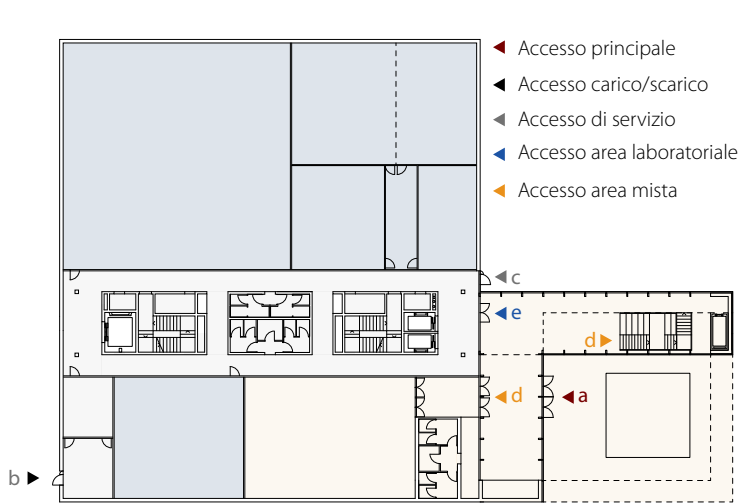 Accesso principale
Accesso carico/scarico
Accesso di servizio
Accesso area laboratoriale
Accesso area mista
c
e
d
d
a
b